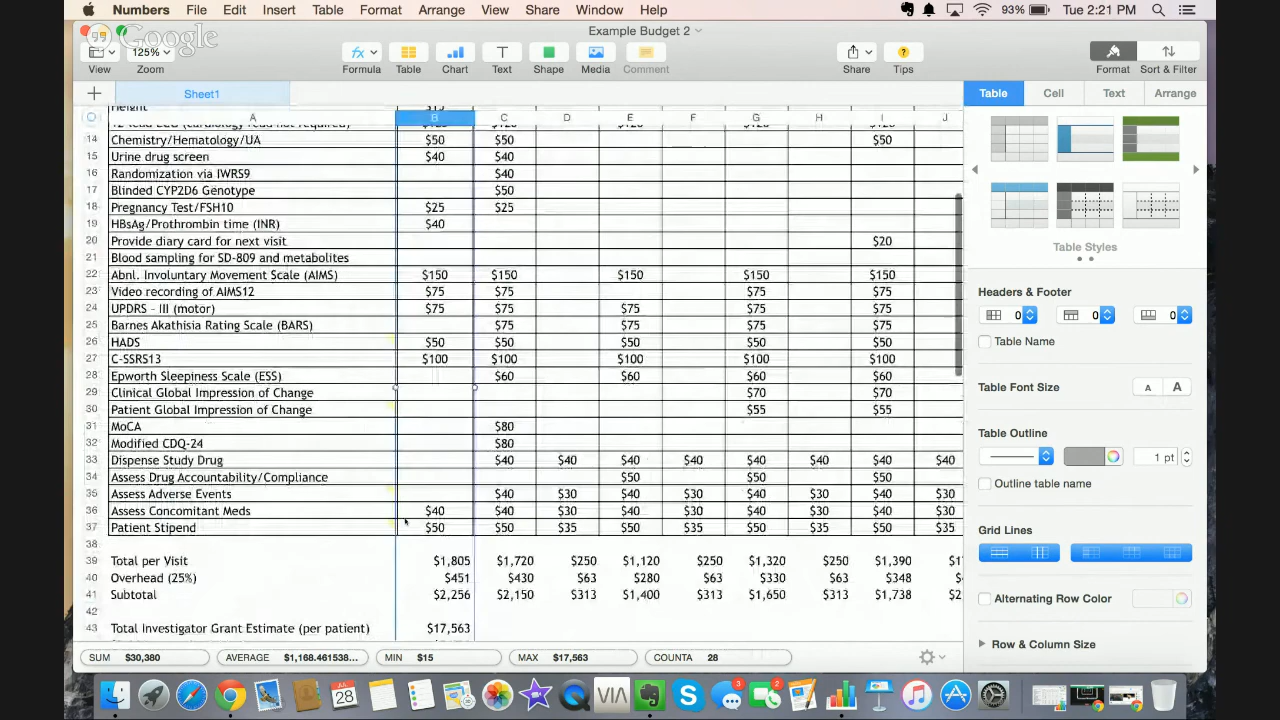 Numbers File Edit Insert Table Format Arrange View Share Window Help 93% Tue 2:21 PM
Google
Example Budget 2
125%
View Zoom Formula Table Chart Text Shape Media Comment Share Tips Format Sort & Filter
Sheet1
Table Cell Text Arrange
A B C D E F G H I J
Height $15
12 lead ECG (cardiology read not required)
14 Chemistry/Hematology/UA $50 $50 $50
15 Urine drug screen $40 $40
16 Randomization via IWRS9 $40
17 Blinded CYP2D6 Genotype $50
18 Pregnancy Test/FSH10 $25 $25
19 HBsAg/Prothrombin time (INR) $40
20 Provide diary card for next visit $20
21 Blood sampling for SD-809 and metabolites
22 Abnl. Involuntary Movement Scale (AIMS) $150 $150 $150 $150 $150
23 Video recording of AIMS12 $75 $75 $75 $75
24 UPDRS - III (motor) $75 $75 $75 $75 $75
25 Barnes Akathisia Rating Scale (BARS) $75 $75 $75 $75
26 HADS $50 $50 $50 $50 $50
27 C-SSRS13 $100 $100 $100 $100 $100
28 Epworth Sleepiness Scale (ESS) $60 $60 $60 $60
29 Clinical Global Impression of Change $70 $70
30 Patient Global Impression of Change $55 $55
31 MoCA $80
32 Modified CDQ-24 $80
33 Dispense Study Drug $40 $40 $40 $40 $40 $40 $40 $40
34 Assess Drug Accountability/Compliance $50 $50 $50
35 Assess Adverse Events $40 $30 $40 $30 $40 $30 $40 $30
36 Assess Concomitant Meds $40 $40 $30 $40 $30 $40 $30 $40 $30
37 Patient Stipend $50 $50 $35 $50 $35 $50 $35 $50 $35
38
39 Total per Visit $1,805 $1,720 $250 $1,120 $250 $1,320 $250 $1,390
40 Overhead (25%) $451 $430 $63 $280 $63 $330 $63 $348
41 Subtotal $2,256 $2,150 $313 $1,400 $313 $1,650 $313 $1,738
42
43 Total Investigator Grant Estimate (per patient) $17,563
SUM $30,380 AVERAGE $1,168.461538... MIN $15 MAX $17,563 COUNTA 28
Table Styles
Headers & Footer
0 0 0
Table Name
Table Font Size A A
Table Outline
1 pt
Outline table name
Grid Lines
Alternating Row Color
Row & Column Size
JUL 28
VIA
3
2